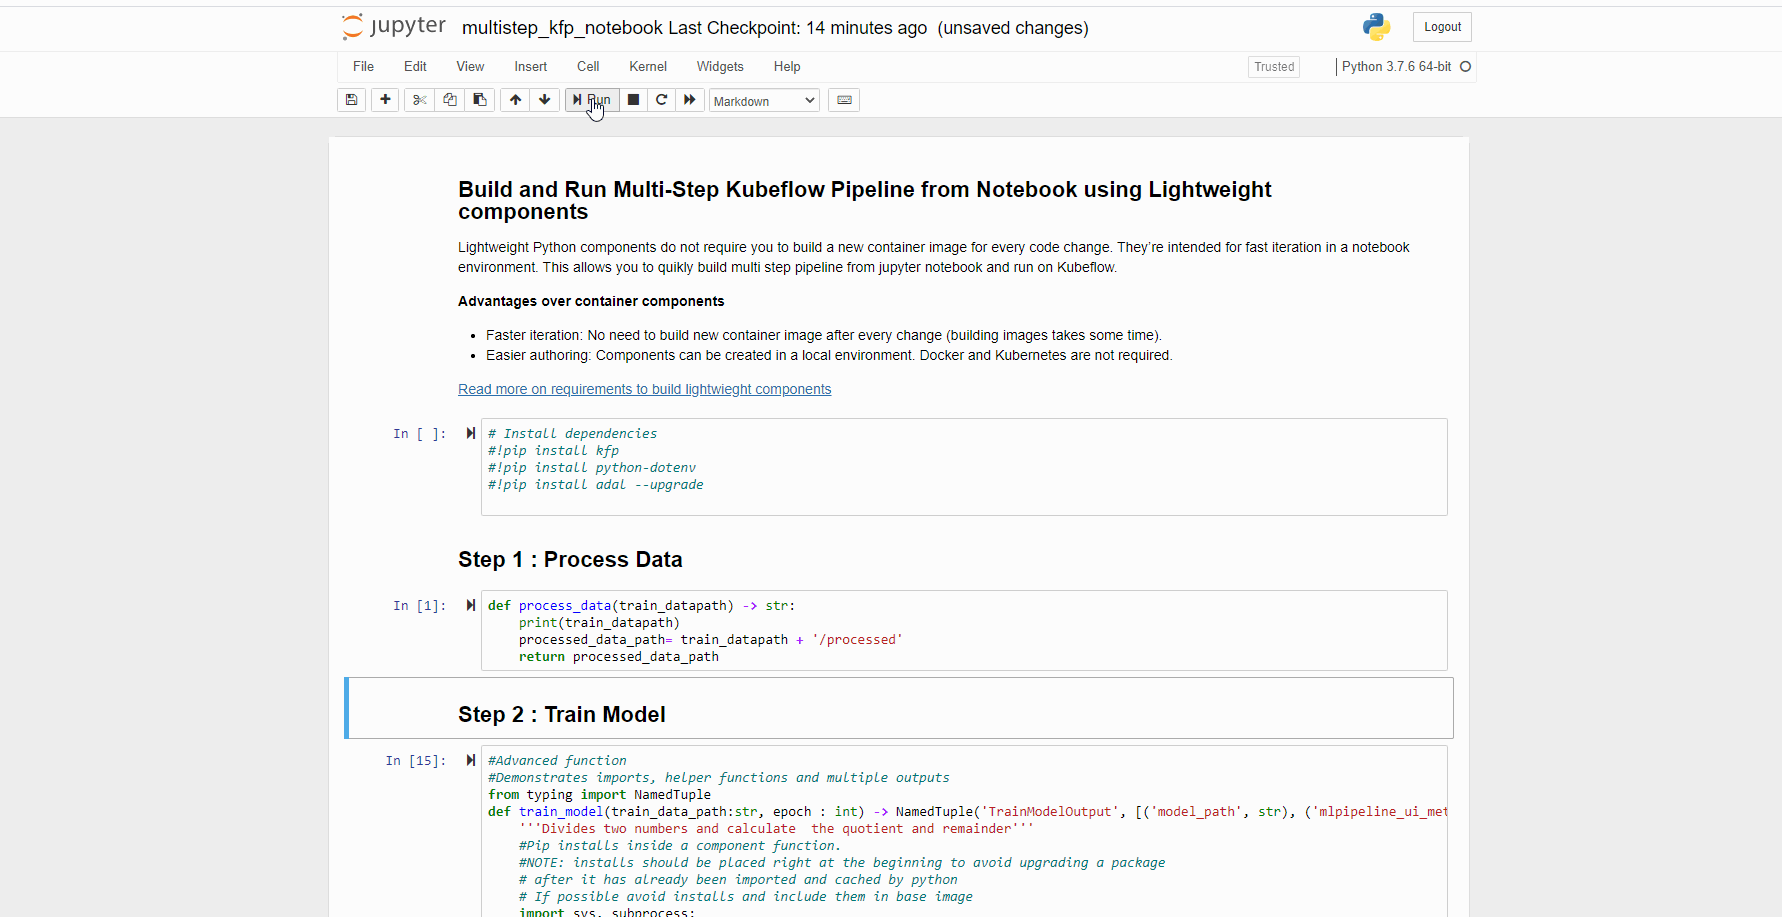 jupyter multistep_kfp_notebook Last Checkpoint: 14 minutes ago (unsaved changes) Logout
File Edit View Insert Cell Kernel Widgets Help Trusted Python 3.7.6 64-bit
Run Markdown
Build and Run Multi-Step Kubeflow Pipeline from Notebook using Lightweight
components
Lightweight Python components do not require you to build a new container image for every code change. They're intended for fast iteration in a notebook
environment. This allows you to quikly build multi step pipeline from jupyter notebook and run on Kubeflow.
Advantages over container components
• Faster iteration: No need to build new container image after every change (building images takes some time).
• Easier authoring: Components can be created in a local environment. Docker and Kubernetes are not required.
Read more on requirements to build lightwieght components
In [ ]: # Install dependencies
#!pip install kfp
#!pip install python-dotenv
#!pip install adal --upgrade
Step 1 : Process Data
In [1]: def process_data(train_datapath) -> str:
print(train_datapath)
processed_data_path= train_datapath + '/processed'
return processed_data_path
Step 2 : Train Model
In [15]: #Advanced function
#Demonstrates imports, helper functions and multiple outputs
from typing import NamedTuple
def train_model(train_data_path:str, epoch : int) -> NamedTuple('TrainModelOutput', [('model_path', str), ('mlpipeline_ui_met
'''Divides two numbers and calculate  the quotient and remainder'''
#Pip installs inside a component function.
#NOTE: installs should be placed right at the beginning to avoid upgrading a package
# after it has already been imported and cached by python
# If possible avoid installs and include them in base image
import sys, subprocess;